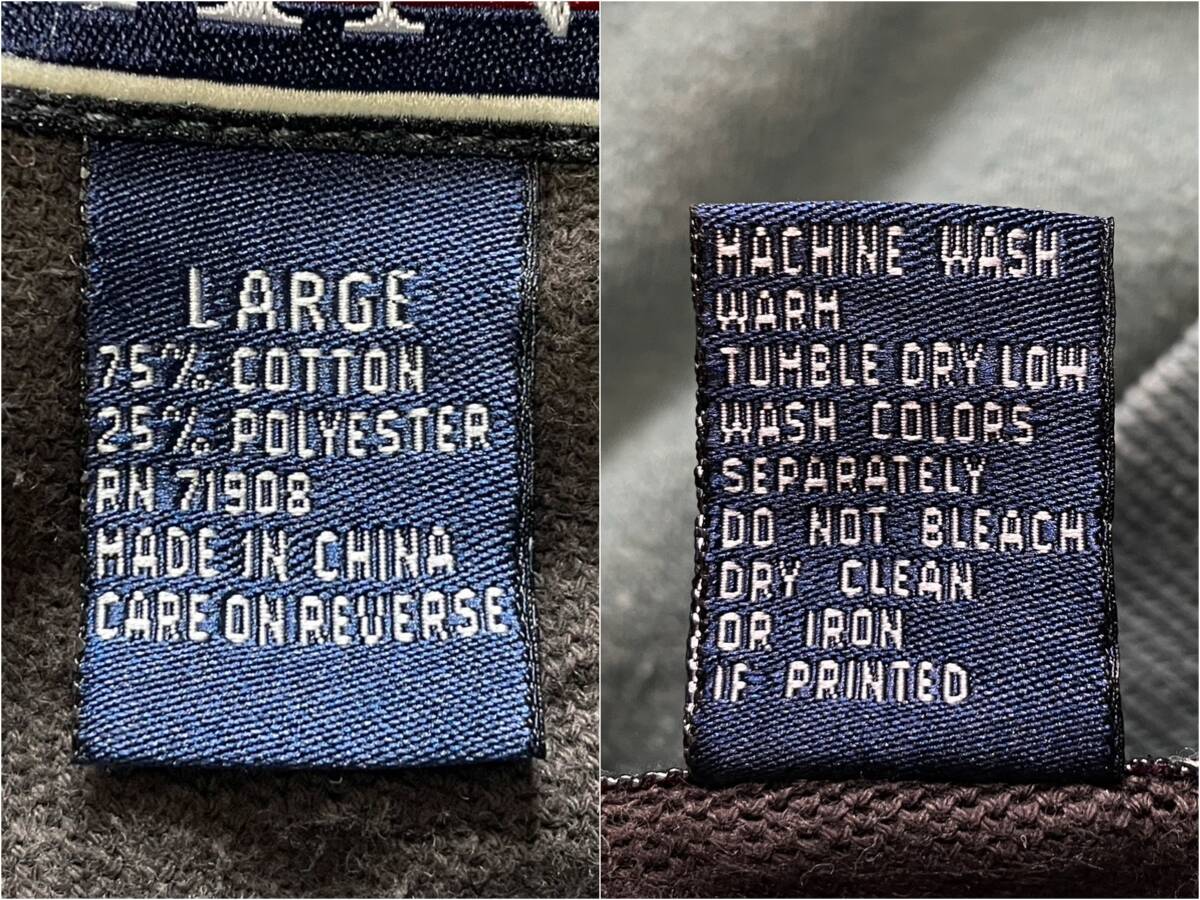 LARGE
75% COTTON
25% POLYESTER
RN 71908
MADE IN CHINA
CARE ON REVERSE
MACHINE WASH
WARM
TUMBLE DRY LOW
WASH COLORS
SEPARATELY
DO NOT BLEACH
DRY CLEAN
OR IRON
IF PRINTED